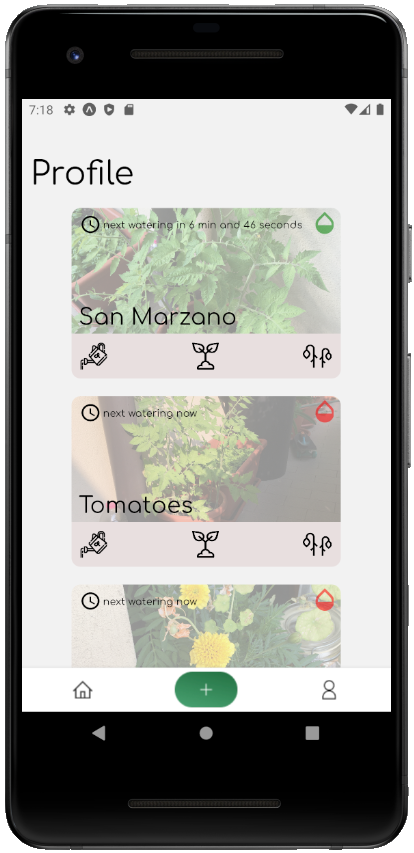 7:18
Profile
next watering in 6 min and 46 seconds
San Marzano
next watering now
Tomatoes
next watering now